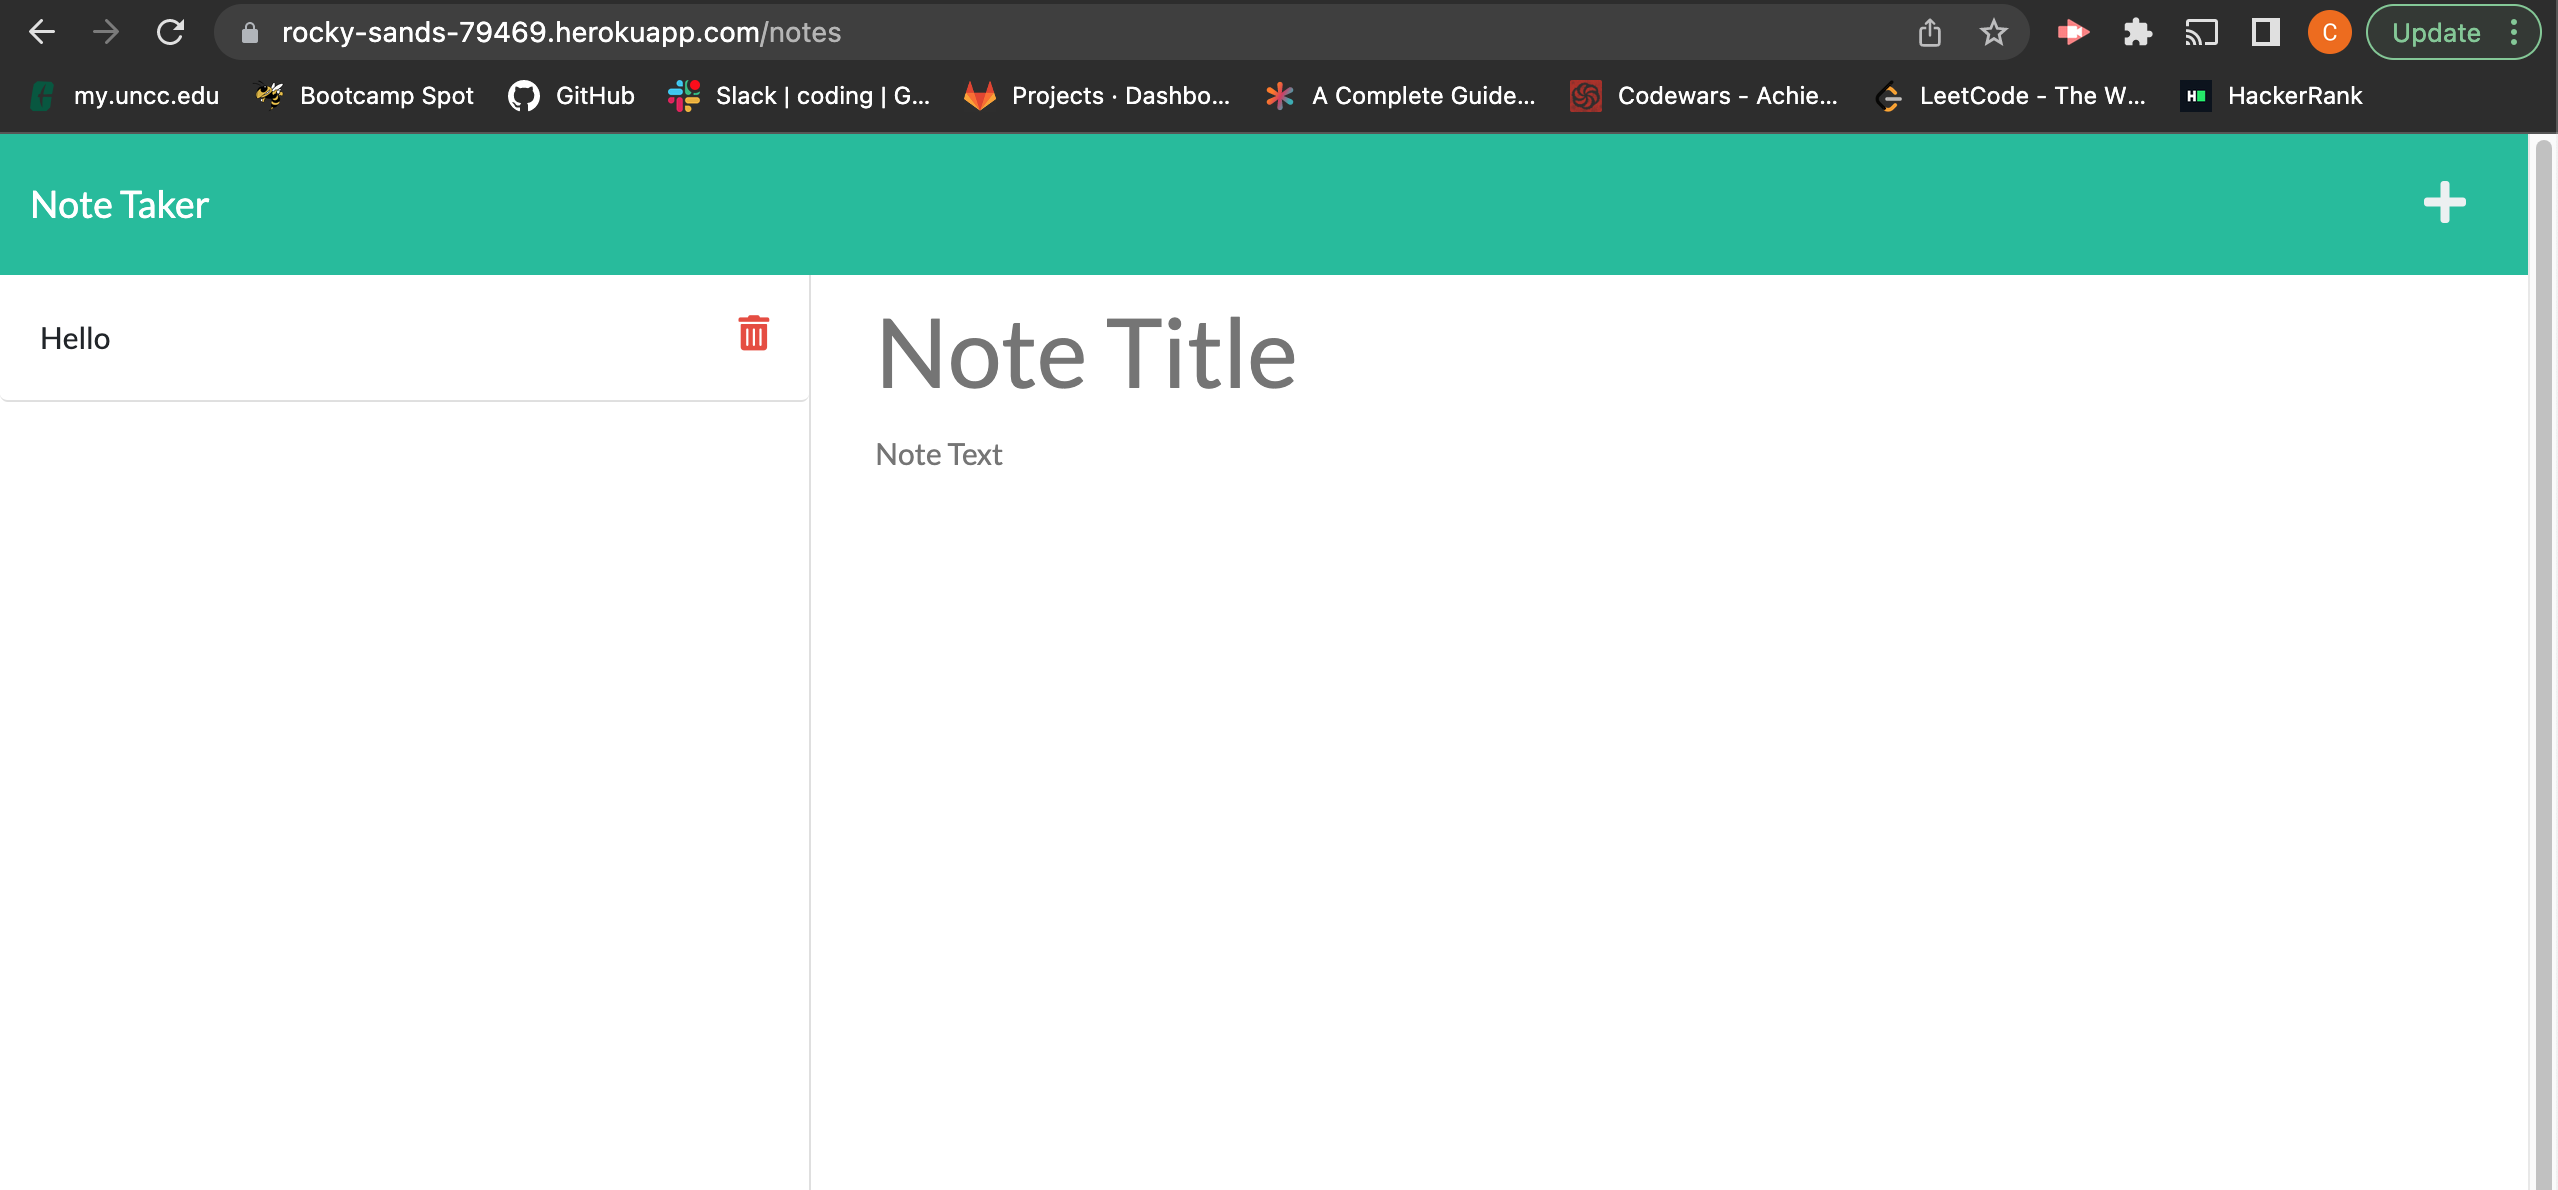 rocky-sands-79469.herokuapp.com/notes
C
Update
my.uncc.edu
Bootcamp Spot
GitHub
Slack | coding | G...
Projects · Dashbo...
A Complete Guide...
Codewars - Achie...
LeetCode - The W...
H
HackerRank
Note Taker
Hello
Note Title
Note Text